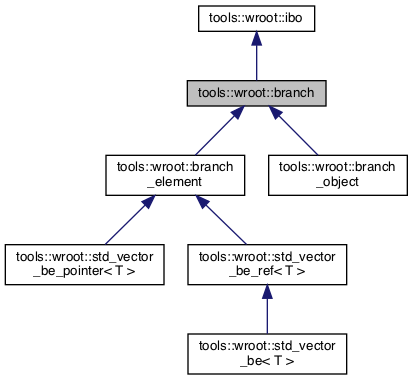 tools::wroot::ibo
tools::wroot::branch
tools::wroot::branch
_element
tools::wroot::branch
_object
tools::wroot::std_vector
_be_pointer< T >
tools::wroot::std_vector
_be_ref< T >
tools::wroot::std_vector
_be< T >